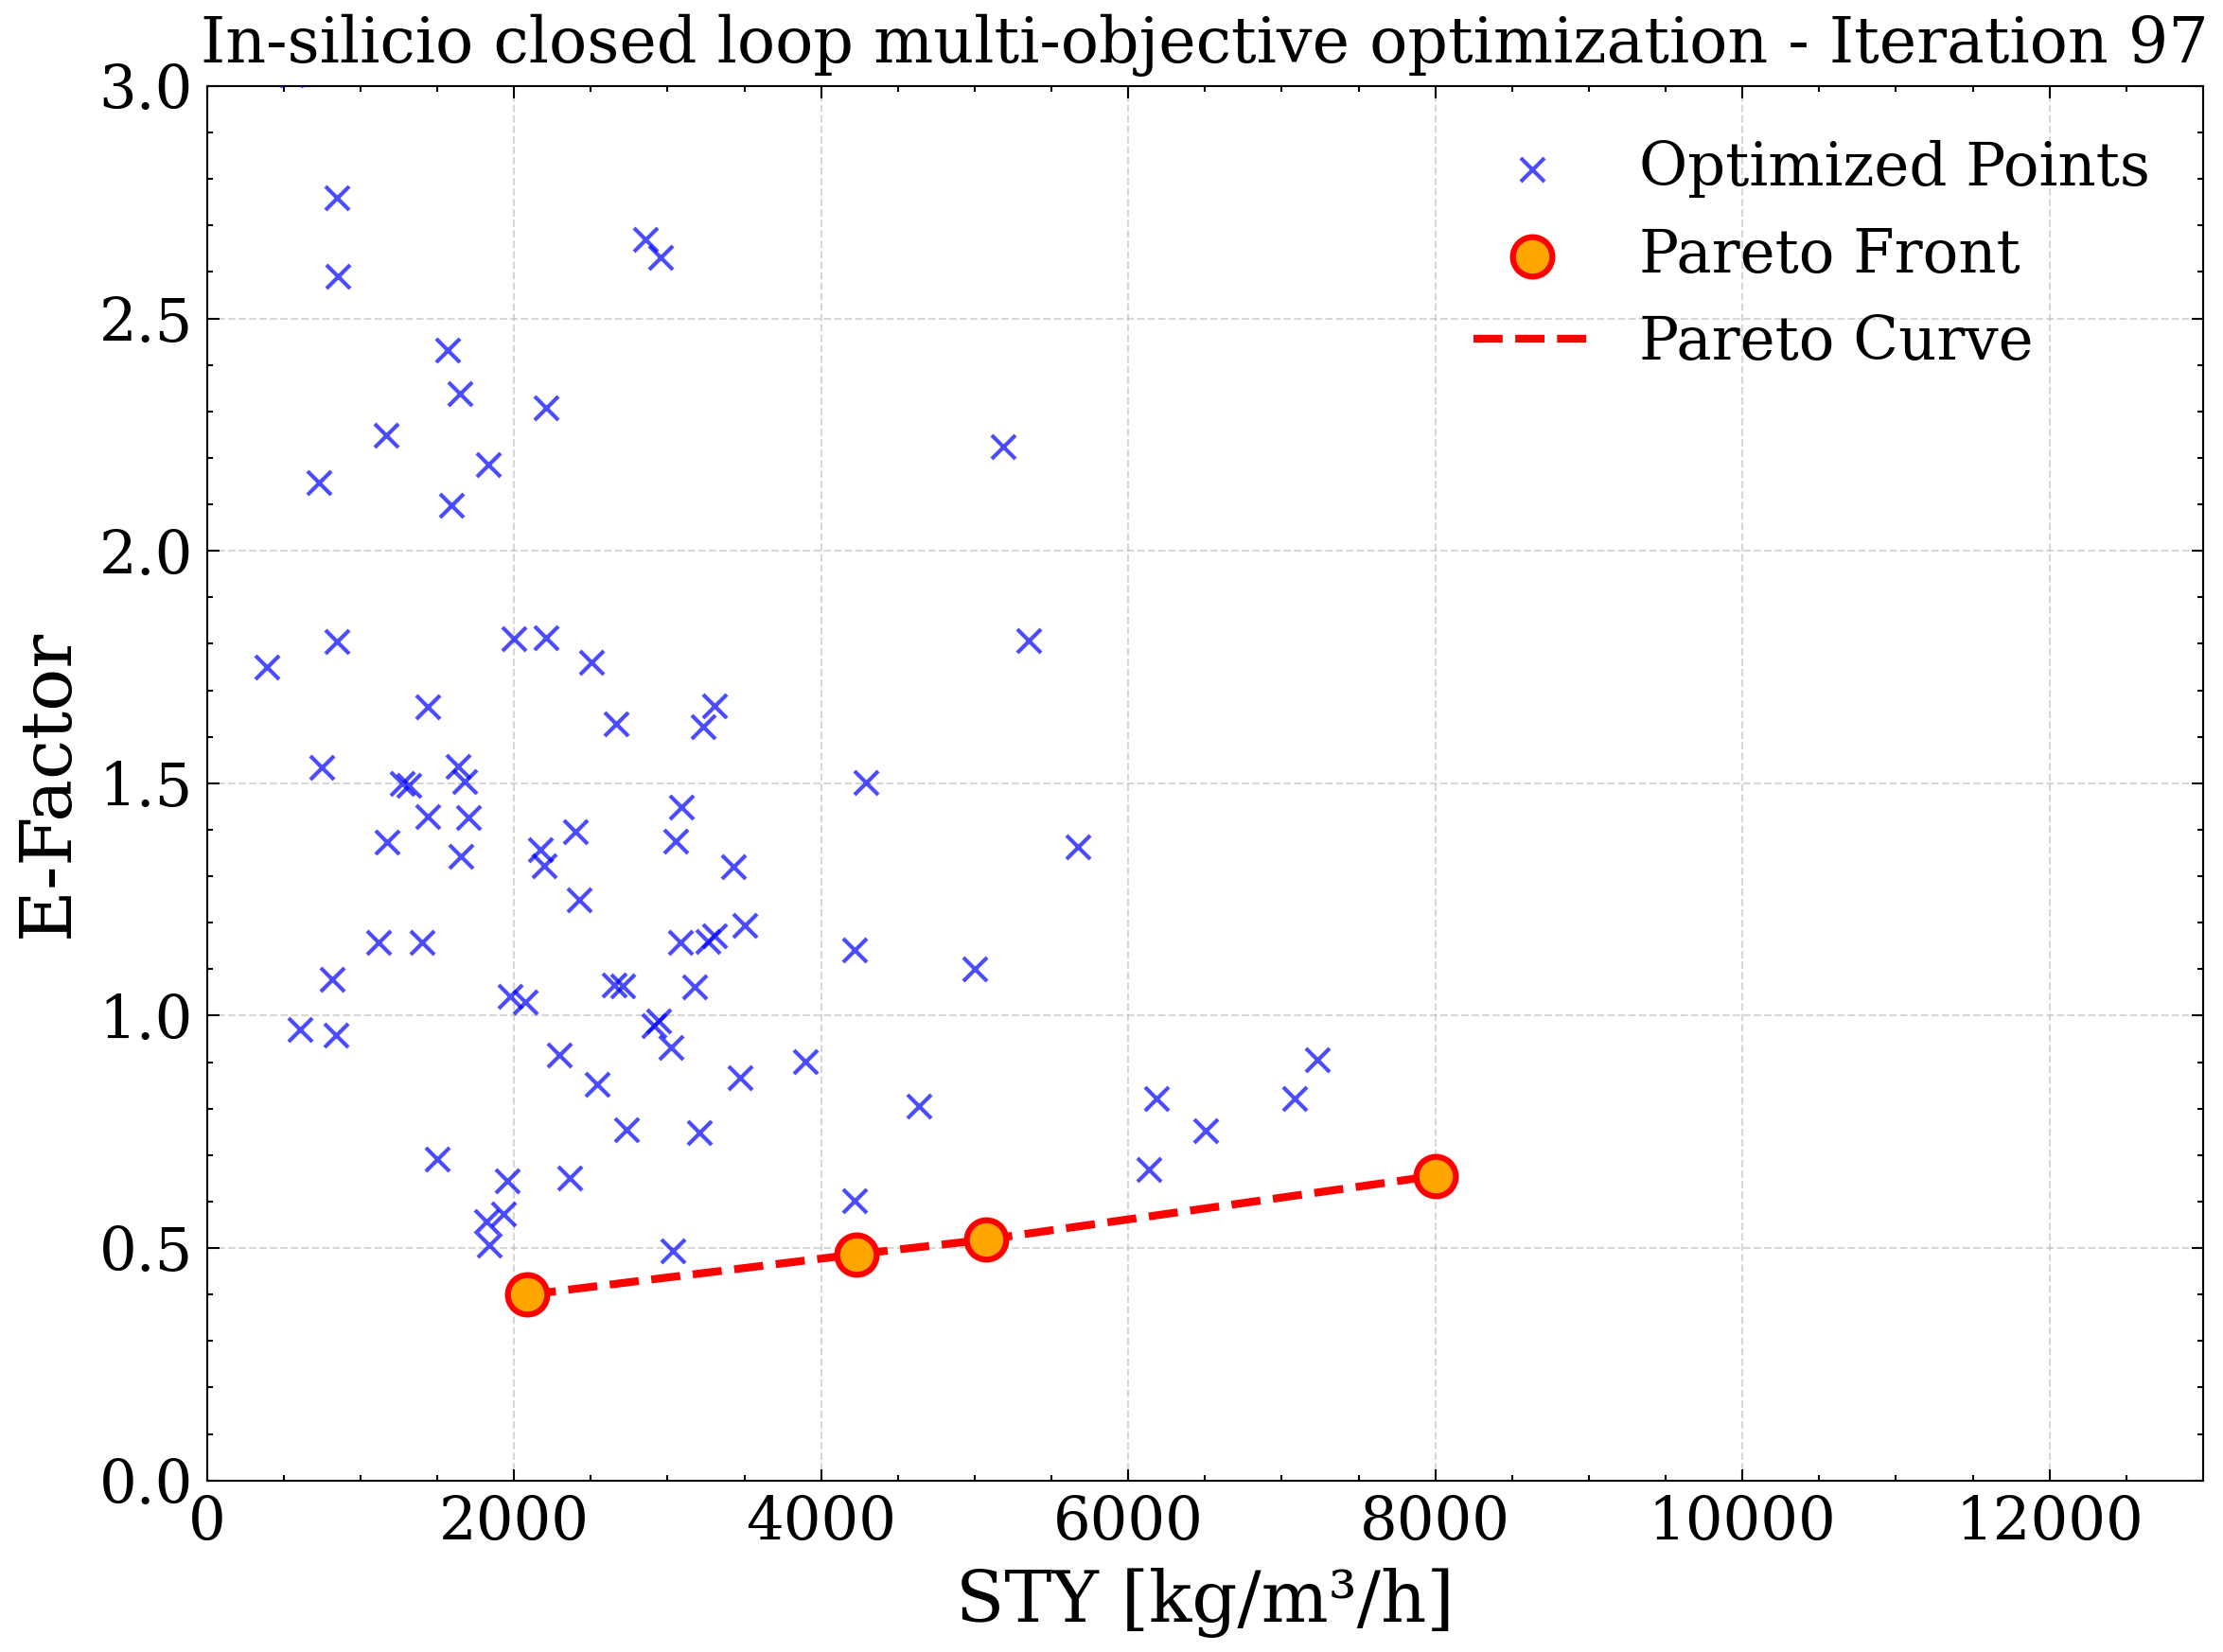 In-silicio closed loop multi-objective optimization - Iteration 97
3.0
2.5
2.0
1.5
1.0
0.5
0.0
E-Factor
Optimized Points
Pareto Front
Pareto Curve
0 2000 4000 6000 8000 10000 12000
STY [kg/m³/h]